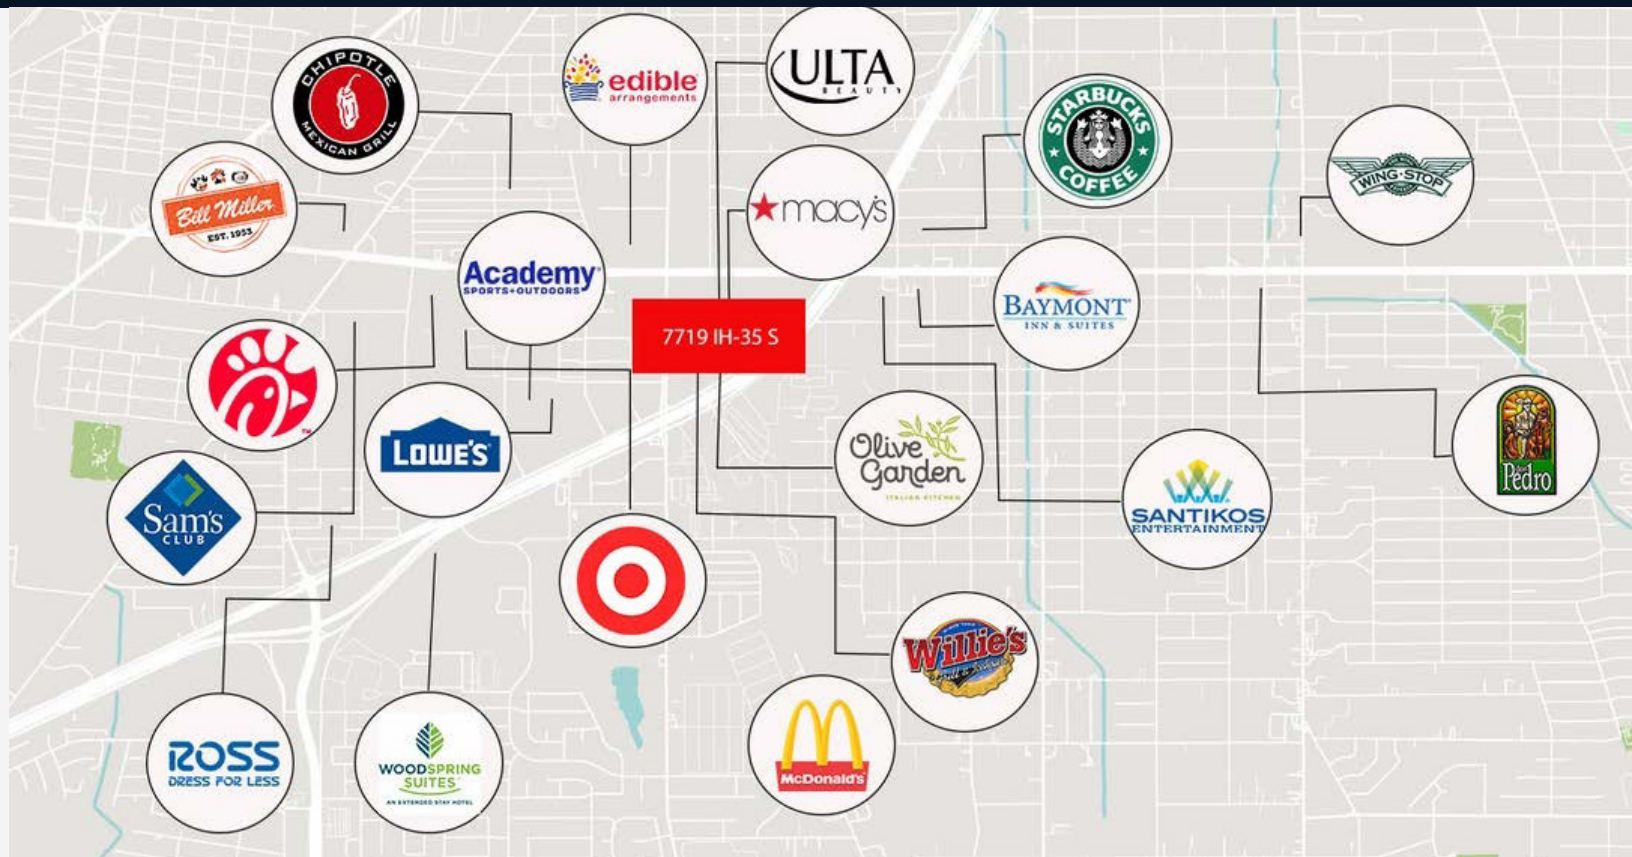 CHIPOTLE
MEXICAN GRILL
edible
arrangements
ULTA
BEAUTY
STARBUCKS
COFFEE
WING·STOP
Bill Miller
EST. 1953
macy's
Academy
SPORTS+OUTDOORS
BAYMONT
INN & SUITES
7719 IH-35 S
LOWE'S
Olive
Garden
ITALIAN KITCHEN
Pedro
Sam's
CLUB
SANTIKOS
ENTERTAINMENT
Willie's
ROSS
DRESS FOR LESS
WOODSPRING
SUITES
AN EXTENDED STAY HOTEL
McDonald's